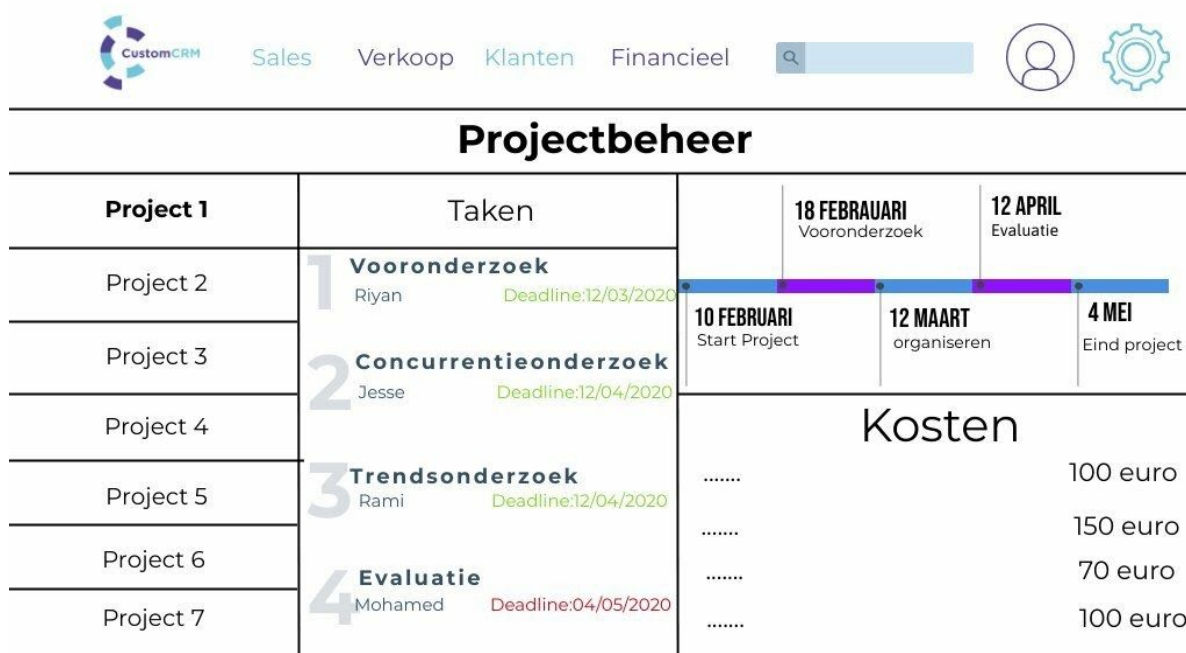 CustomCRM
Sales Verkoop Klanten Financieel
Projectbeheer
Project 1
Project 2
Project 3
Project 4
Project 5
Project 6
Project 7
Taken
1 Vooronderzoek
Riyan Deadline:12/03/2020
2 Concurrentieonderzoek
Jesse Deadline:12/04/2020
3 Trendsonderzoek
Rami Deadline:12/04/2020
4 Evaluatie
Mohamed Deadline:04/05/2020
18 FEBRAUARI
Vooronderzoek
12 APRIL
Evaluatie
10 FEBRUARI
Start Project
12 MAART
organiseren
4 MEI
Eind project
Kosten
....... 100 euro
....... 150 euro
....... 70 euro
....... 100 euro